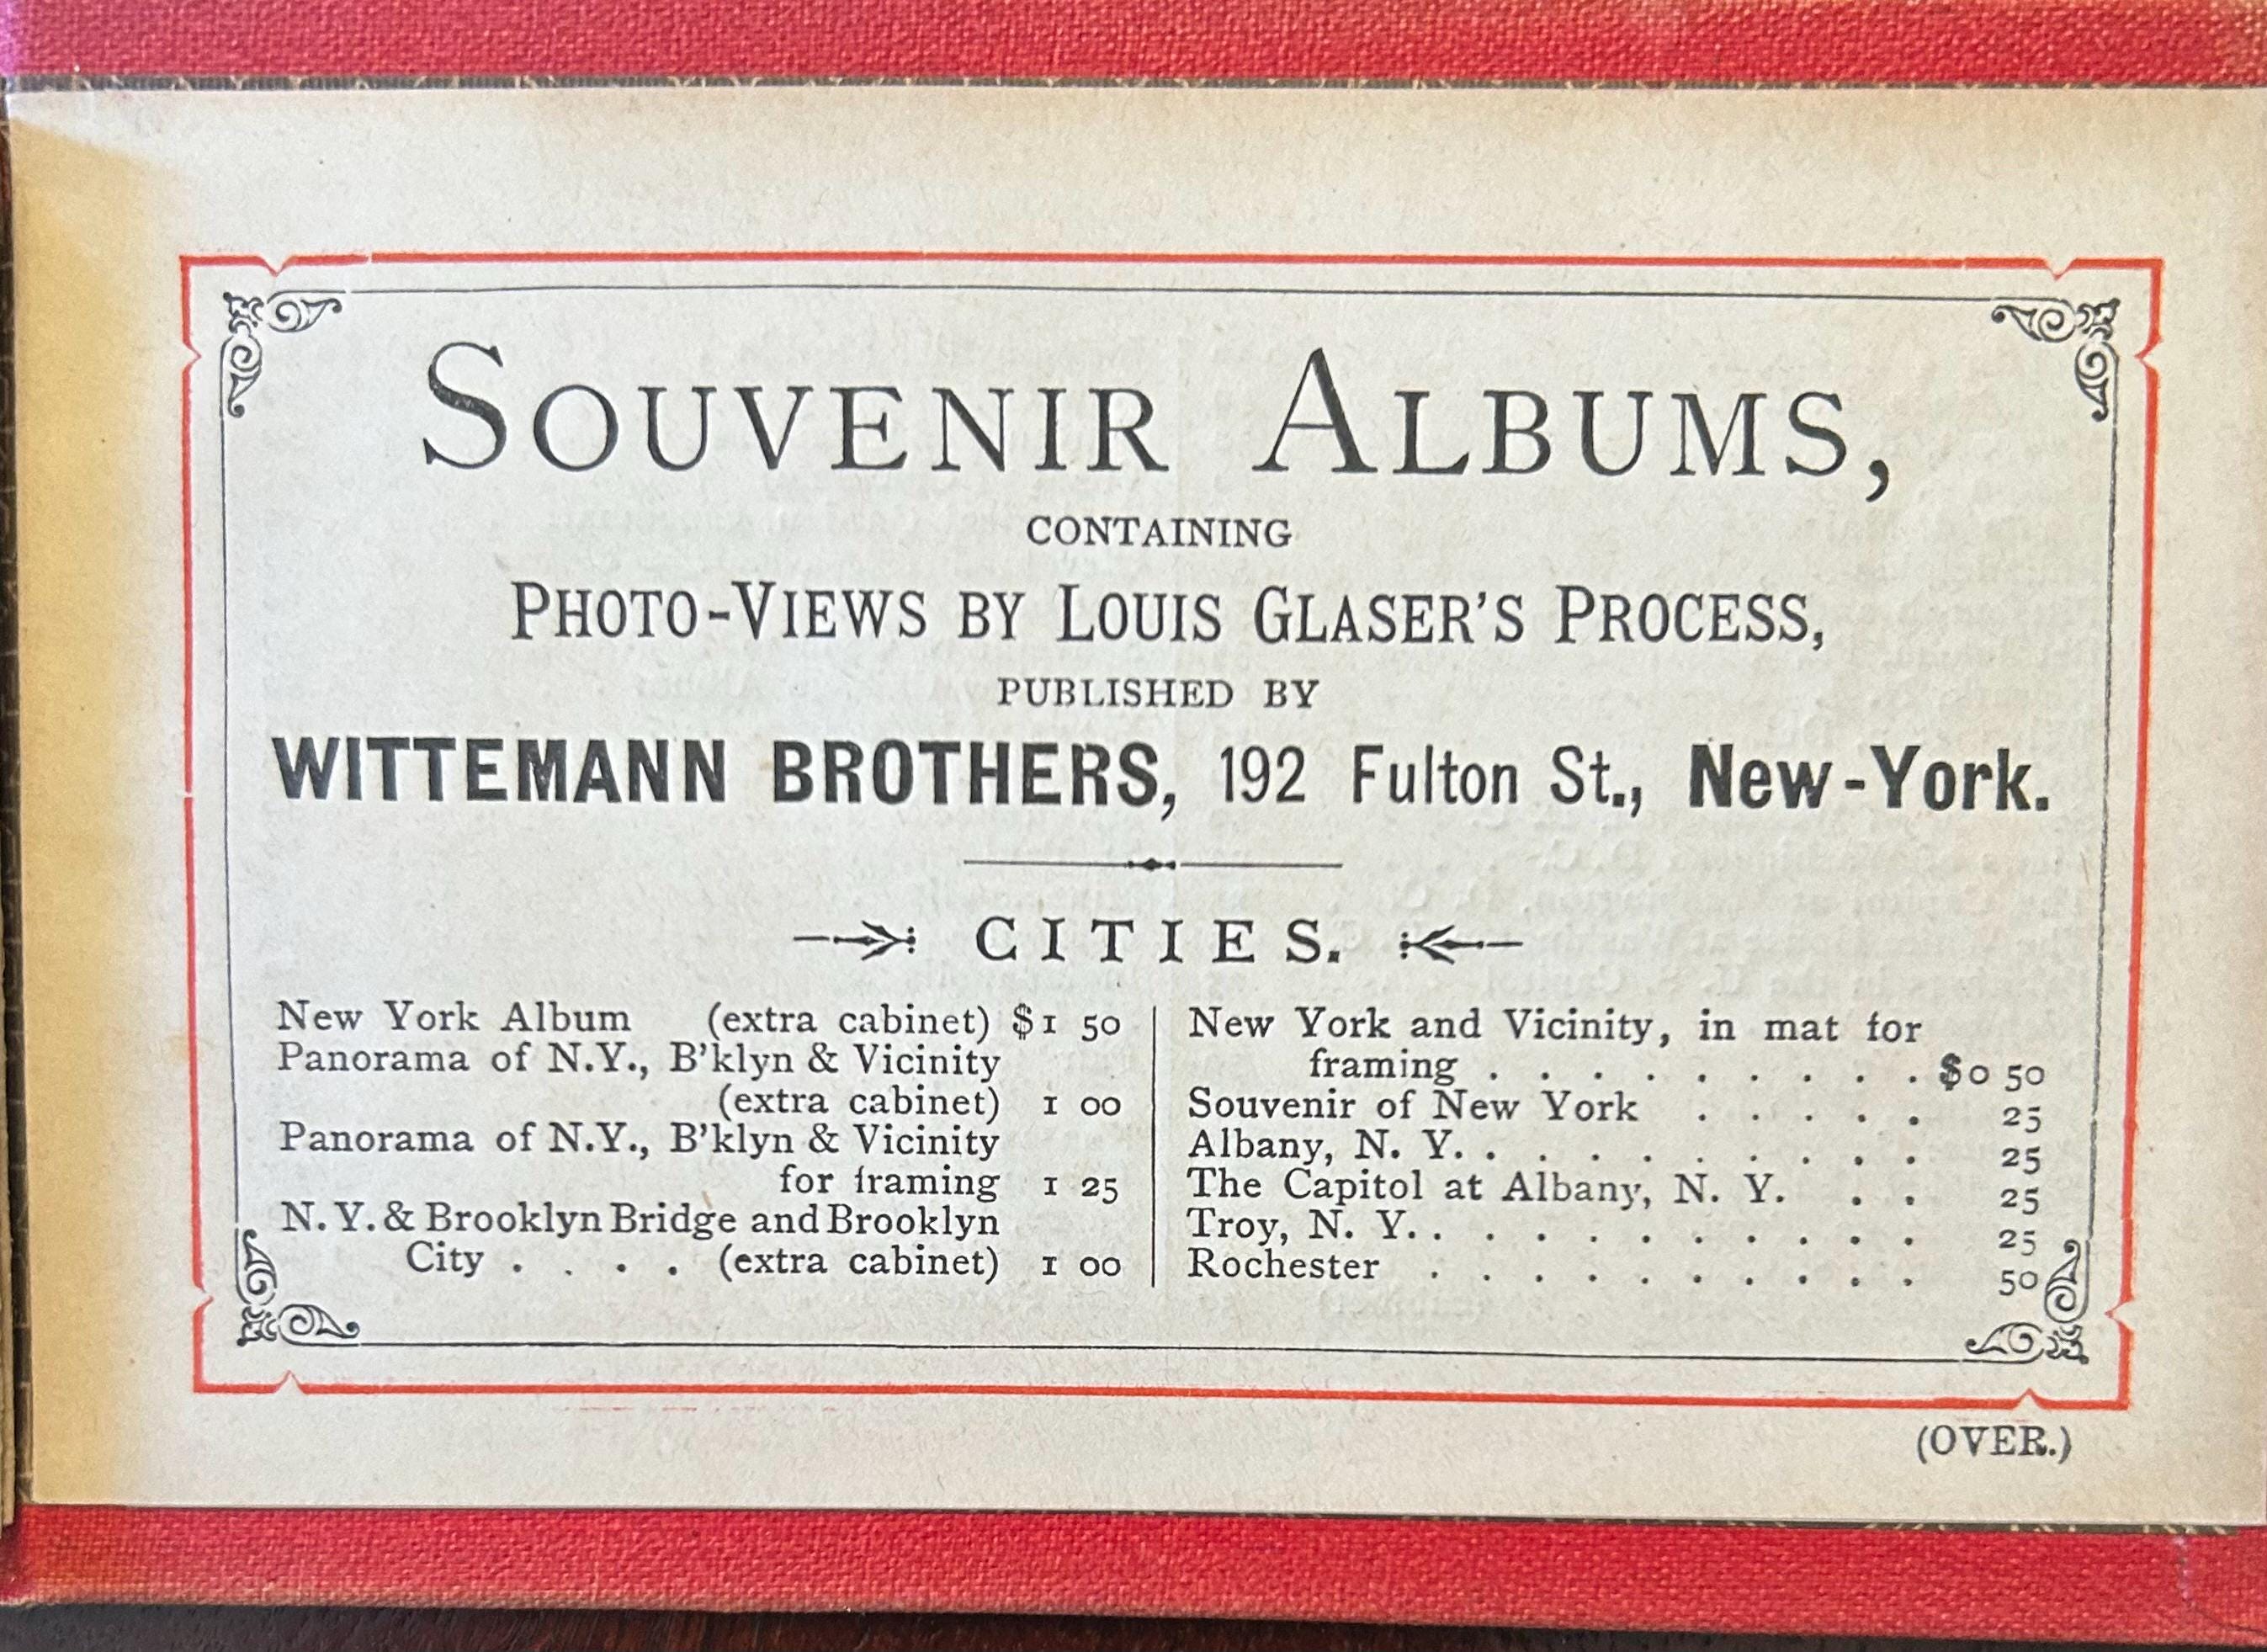 SOUVENIR ALBUMS,
CONTAINING
PHOTO-VIEWS BY LOUIS GLASER'S PROCESS,
PUBLISHED BY
WITTEMANN BROTHERS, 192 Fulton St., New-York.
CITIES.
New York Album (extra cabinet) $1 50
Panorama of N.Y., B'klyn & Vicinity
(extra cabinet) 1 00
Panorama of N.Y., B'klyn & Vicinity
for framing 1 25
N.Y. & Brooklyn Bridge and Brooklyn
City . . . . (extra cabinet) 1 00
New York and Vicinity, in mat for
framing . . . . . . . . . $0 50
Souvenir of New York . . . . . 25
Albany, N. Y. . . . . . . . . . 25
The Capitol at Albany, N. Y. . . 25
Troy, N. Y. . . . . . . . . . . 25
Rochester . . . . . . . . . . 50
(OVER.)